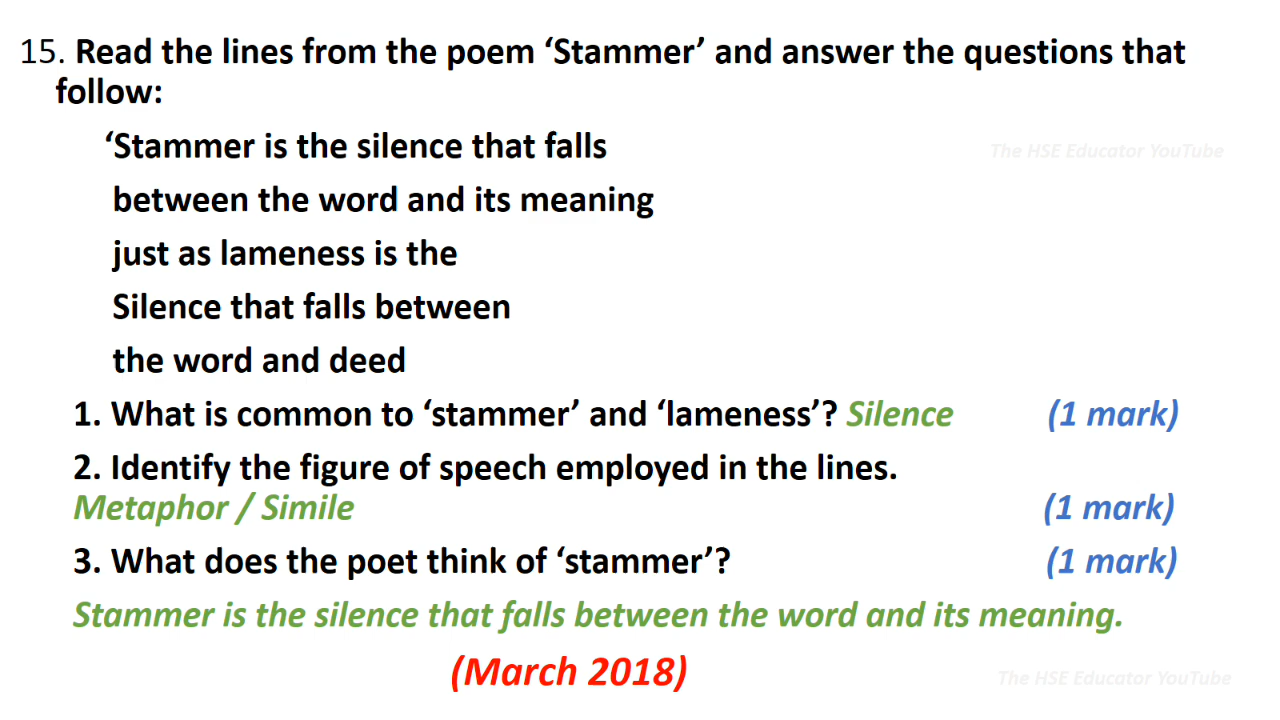 15. Read the lines from the poem ‘Stammer’ and answer the questions that
follow:
‘Stammer is the silence that falls
The HSE Educator YouTube
between the word and its meaning
just as lameness is the
Silence that falls between
the word and deed
1. What is common to ‘stammer’ and ‘lameness’? Silence (1 mark)
2. Identify the figure of speech employed in the lines.
Metaphor / Simile (1 mark)
3. What does the poet think of ‘stammer’? (1 mark)
Stammer is the silence that falls between the word and its meaning.
(March 2018)
The HSE Educator YouTube